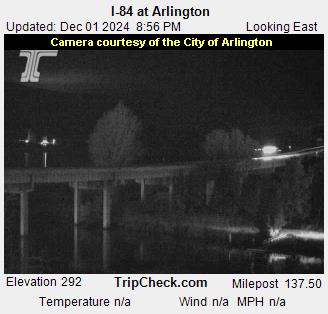 I-84 at Arlington
Updated: Dec 01 2024 8:56 PM Looking East
Camera courtesy of the City of Arlington
Elevation 292 TripCheck.com Milepost 137.50
Temperature n/a Wind n/a MPH n/a